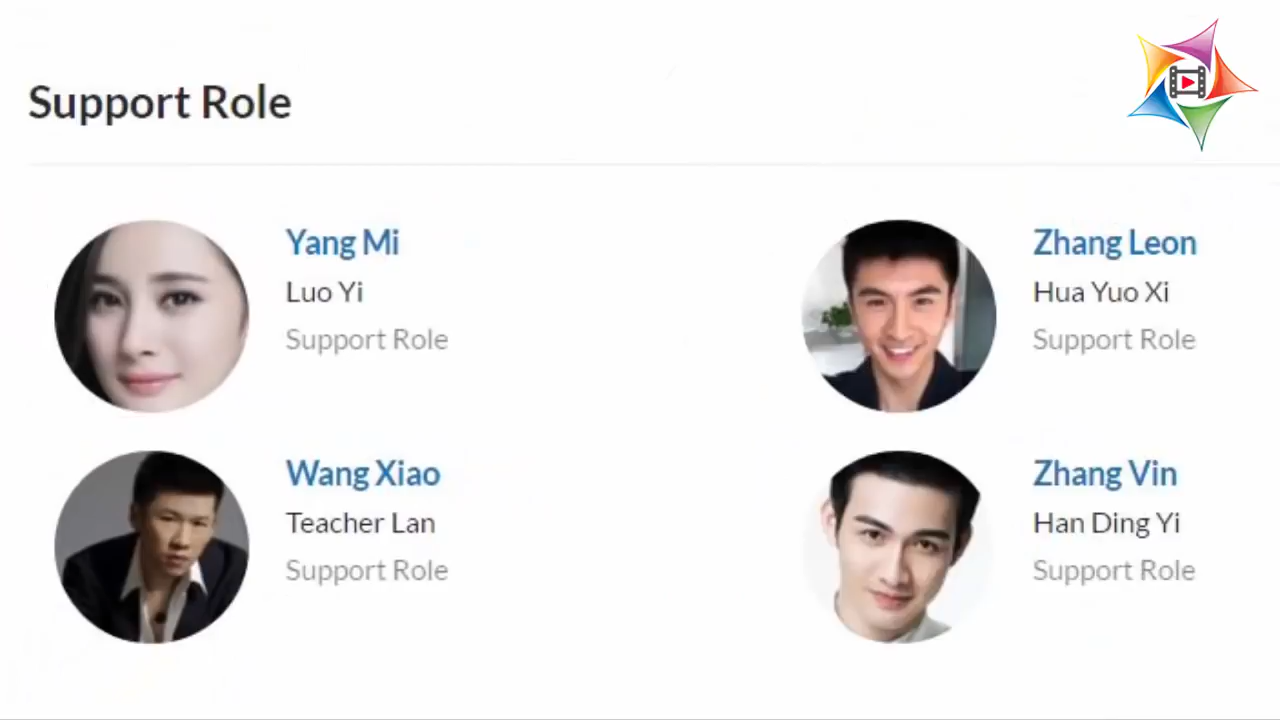 Support Role
Yang Mi
Luo Yi
Support Role
Zhang Leon
Hua Yuo Xi
Support Role
Wang Xiao
Teacher Lan
Support Role
Zhang Vin
Han Ding Yi
Support Role